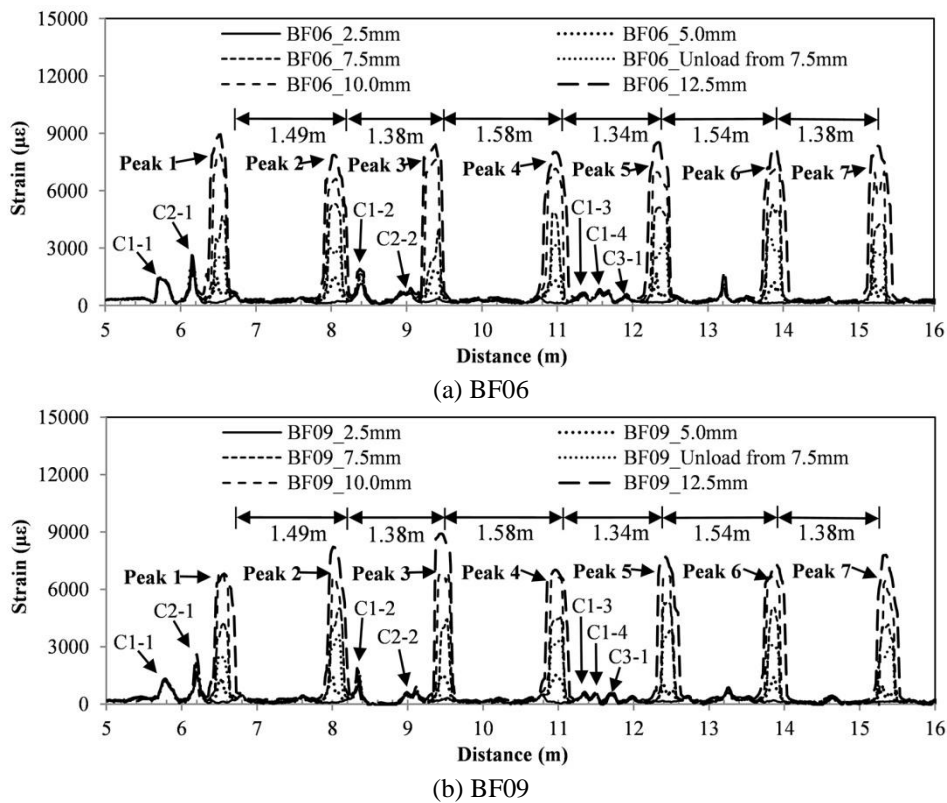 15000
12000
9000
6000
3000
0
Strain (με)
BF06_2.5mm
BF06_5.0mm
BF06_7.5mm
BF06_Unload from 7.5mm
BF06_10.0mm
BF06_12.5mm
1.49m
1.38m
1.58m
1.34m
1.54m
1.38m
Peak 1
Peak 2
Peak 3
Peak 4
Peak 5
Peak 6
Peak 7
C1-1
C2-1
C1-2
C2-2
C1-3
C1-4
C3-1
5 6 7 8 9 10 11 12 13 14 15 16
Distance (m)
(a) BF06
15000
12000
9000
6000
3000
0
Strain (με)
BF09_2.5mm
BF09_5.0mm
BF09_7.5mm
BF09_Unload from 7.5mm
BF09_10.0mm
BF09_12.5mm
1.49m
1.38m
1.58m
1.34m
1.54m
1.38m
Peak 1
Peak 2
Peak 3
Peak 4
Peak 5
Peak 6
Peak 7
C1-1
C2-1
C1-2
C2-2
C1-3
C1-4
C3-1
5 6 7 8 9 10 11 12 13 14 15 16
Distance (m)
(b) BF09